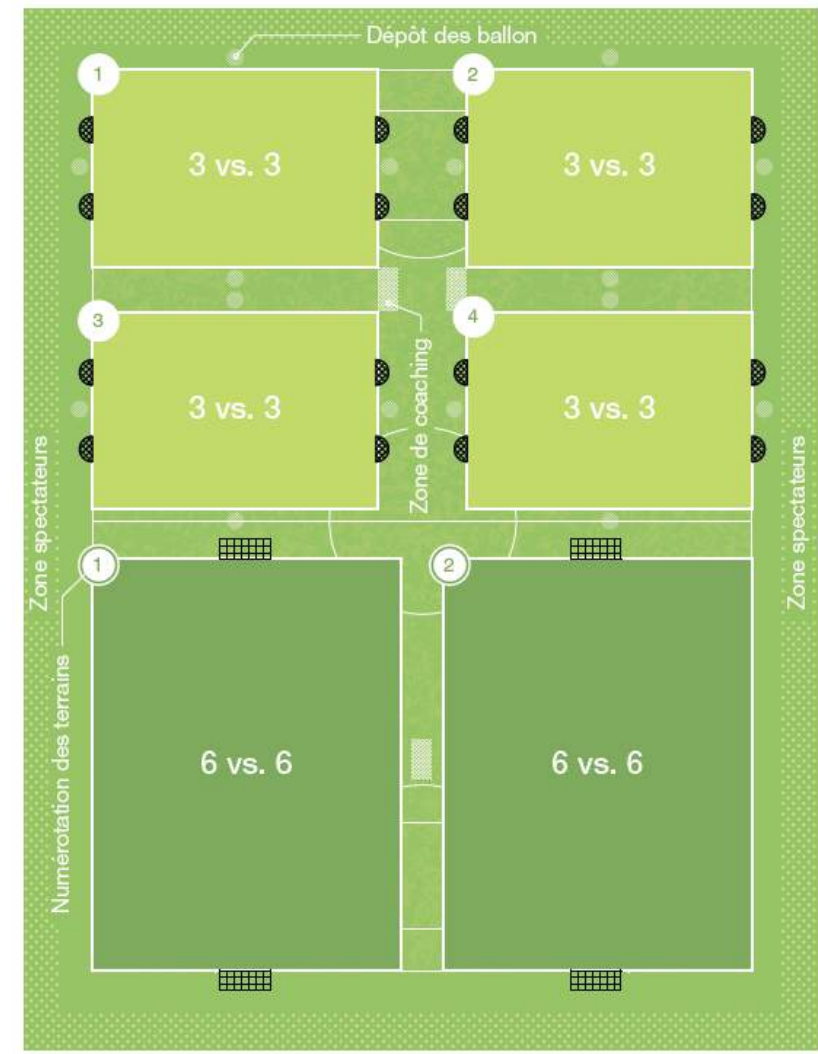 Dépôt des ballon
1
2
3 vs. 3
3 vs. 3
3
4
3 vs. 3
3 vs. 3
Zone de coaching
Zone spectateurs
Zone spectateurs
1
2
Numérotation des terrains
6 vs. 6
6 vs. 6